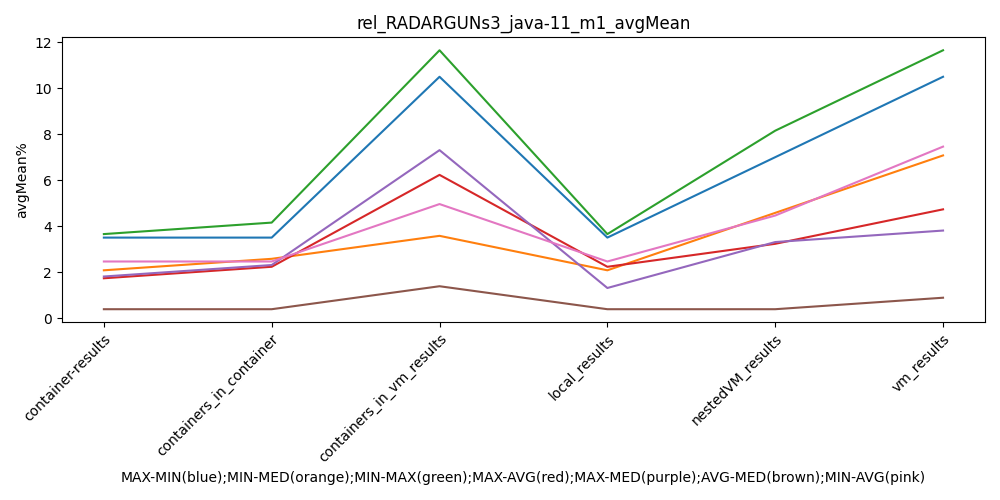 rel_RADARGUNs3_java-11_m1_avgMean
12
10
8
6
4
2
0
avgMean%
container-results
containers_in_container
containers_in_vm_results
local_results
nestedVM_results
vm_results
MAX-MIN(blue);MIN-MED(orange);MIN-MAX(green);MAX-AVG(red);MAX-MED(purple);AVG-MED(brown);MIN-AVG(pink)